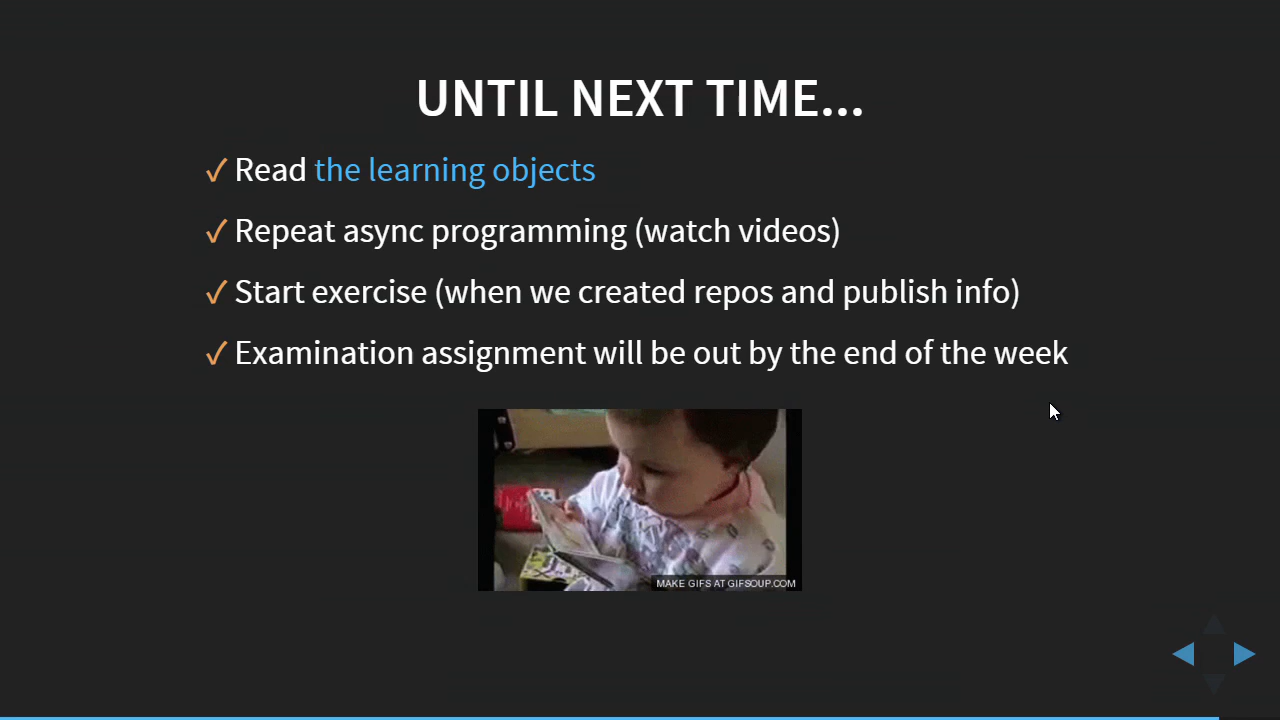 UNTIL NEXT TIME...
✓ Read the learning objects
✓ Repeat async programming (watch videos)
✓ Start exercise (when we created repos and publish info)
✓ Examination assignment will be out by the end of the week
MAKE GIFS AT GIFSOUP.COM